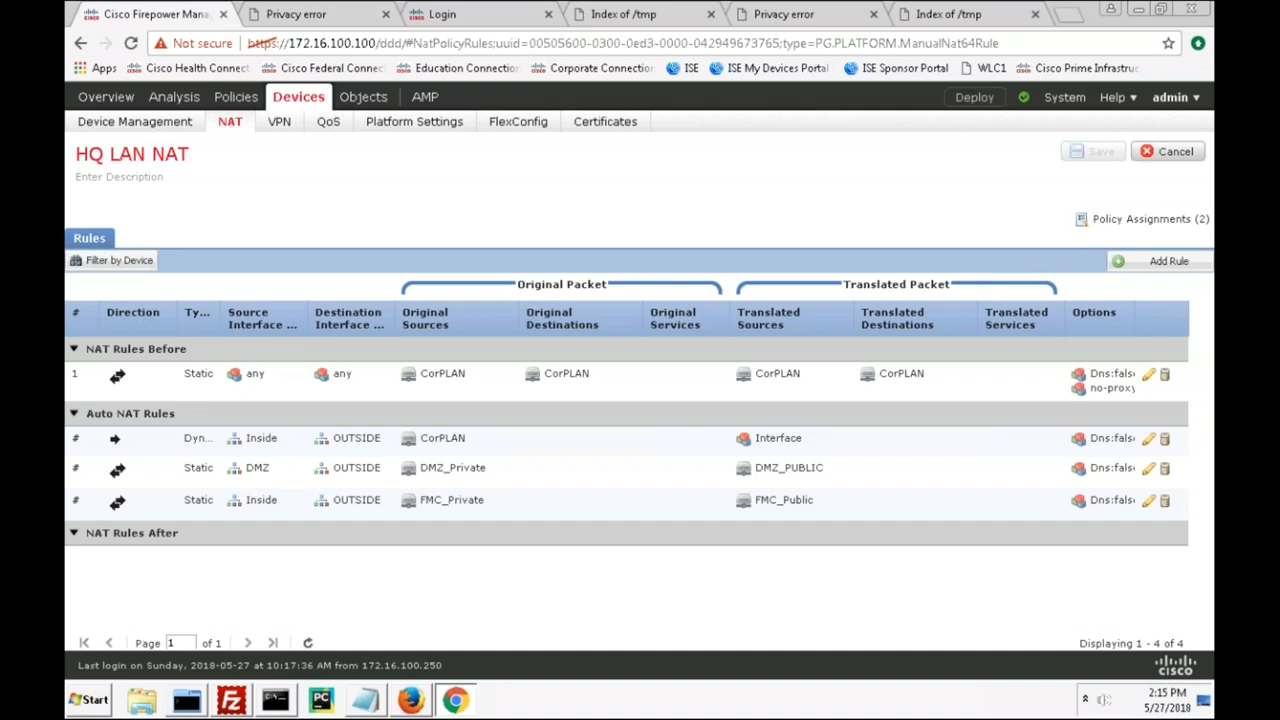 Cisco Firepower Mana
Privacy error
Login
Index of /tmp
Privacy error
Index of /tmp
Not secure
https://172.16.100.100/ddd/#NatPolicyRules;uuid=00505600-0300-0ed3-0000-042949673765;type=PG.PLATFORM.ManualNat64Rule
Apps
Cisco Health Connect
Cisco Federal Connec
Education Connection
Corporate Connection
ISE
ISE My Devices Portal
ISE Sponsor Portal
WLC1
Cisco Prime Infrastruc
Overview
Analysis
Policies
Devices
Objects
AMP
Deploy
System
Help
admin
Device Management
NAT
VPN
QoS
Platform Settings
FlexConfig
Certificates
HQ LAN NAT
Save
Cancel
Enter Description
Policy Assignments (2)
Rules
Filter by Device
Add Rule
Original Packet
Translated Packet
#
Direction
Ty...
Source
Interface ...
Destination
Interface ...
Original
Sources
Original
Destinations
Original
Services
Translated
Sources
Translated
Destinations
Translated
Services
Options
NAT Rules Before
1
Static
any
any
CorPLAN
CorPLAN
CorPLAN
CorPLAN
Dns:fals
no-proxy
Auto NAT Rules
#
Dyn...
Inside
OUTSIDE
CorPLAN
Interface
Dns:fals
#
Static
DMZ
OUTSIDE
DMZ_Private
DMZ_PUBLIC
Dns:fals
#
Static
Inside
OUTSIDE
FMC_Private
FMC_Public
Dns:fals
NAT Rules After
Page 1 of 1
Displaying 1 - 4 of 4
Last login on Sunday, 2018-05-27 at 10:17:36 AM from 172.16.100.250
CISCO
Start
Fz
PC
2:15 PM
5/27/2018